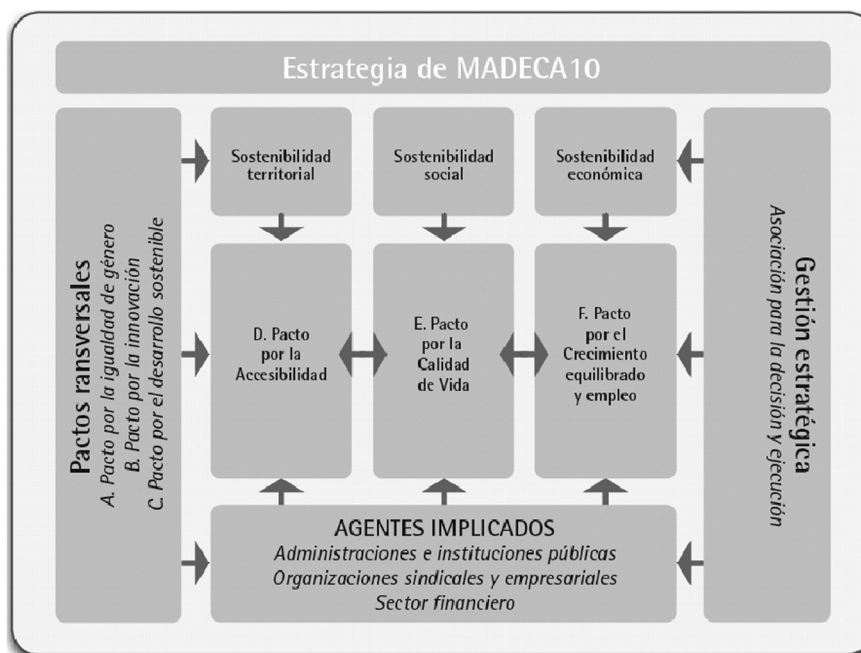 Estrategia de MADECA10
Pactos ransversales
A. Pacto por la igualdad de género
B. Pacto por la innovación
C. Pacto por el desarrollo sostenible
Sostenibilidad
territorial
Sostenibilidad
social
Sostenibilidad
económica
D. Pacto
por la
Accesibilidad
E. Pacto
por la
Calidad
de Vida
F. Pacto
por el
Crecimiento
equilibrado
y empleo
AGENTES IMPLICADOS
Administraciones e instituciones públicas
Organizaciones sindicales y empresariales
Sector financiero
Gestión estratégica
Asociación para la decisión y ejecución